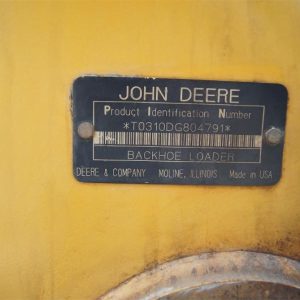 JOHN DEERE
Product Identification Number
*T0310DG804791*
BACKHOE LOADER
DEERE & COMPANY MOLINE, ILLINOIS Made in USA